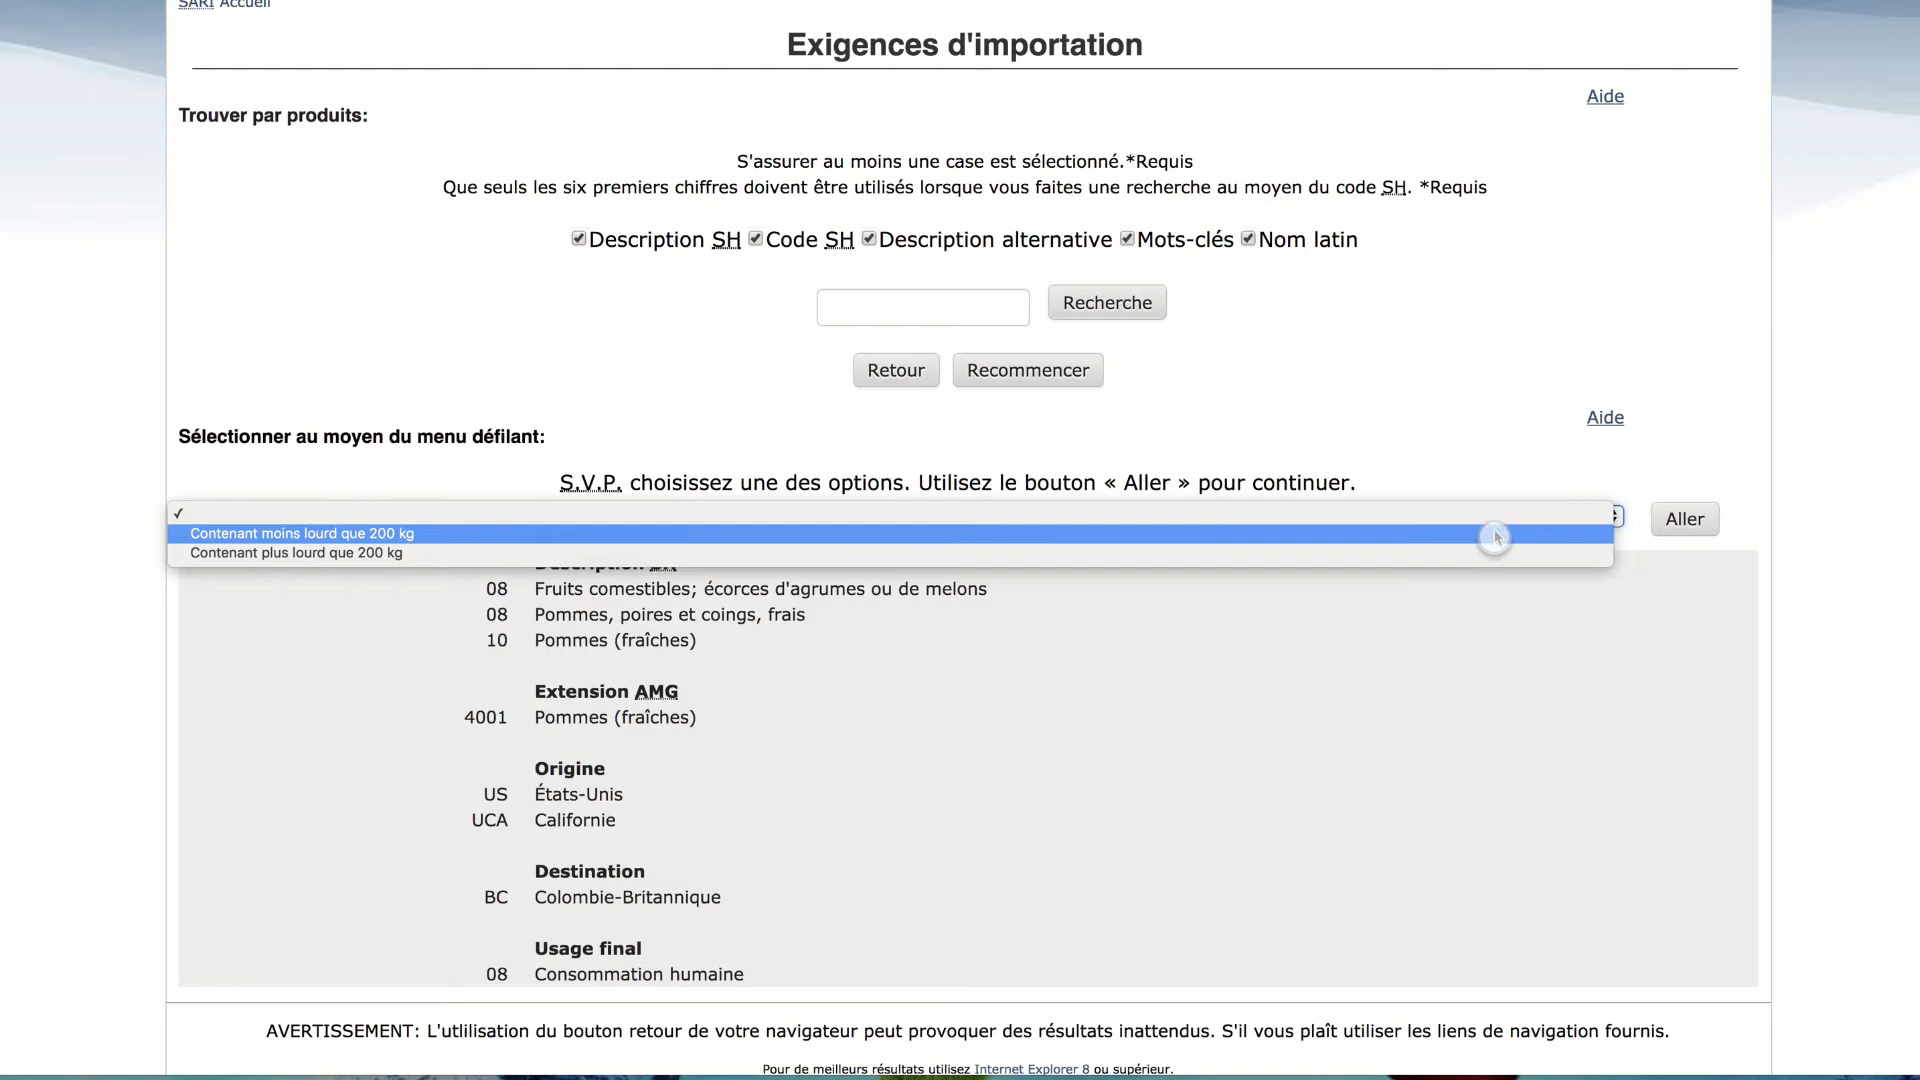 SARI Accueil
Exigences d'importation
Aide
Trouver par produits:
S'assurer au moins une case est sélectionné.*Requis
Que seuls les six premiers chiffres doivent être utilisés lorsque vous faites une recherche au moyen du code SH. *Requis
Description SH Code SH Description alternative Mots-clés Nom latin
Recherche
Retour Recommencer
Aide
Sélectionner au moyen du menu défilant:
S.V.P. choisissez une des options. Utilisez le bouton « Aller » pour continuer.
✓
Contenant moins lourd que 200 kg
Contenant plus lourd que 200 kg
Aller
Description SH
08 Fruits comestibles; écorces d'agrumes ou de melons
08 Pommes, poires et coings, frais
10 Pommes (fraîches)
Extension AMG
4001 Pommes (fraîches)
Origine
US États-Unis
UCA Californie
Destination
BC Colombie-Britannique
Usage final
08 Consommation humaine
AVERTISSEMENT: L'utlilisation du bouton retour de votre navigateur peut provoquer des résultats inattendus. S'il vous plaît utiliser les liens de navigation fournis.
Pour de meilleurs résultats utilisez Internet Explorer 8 ou supérieur.